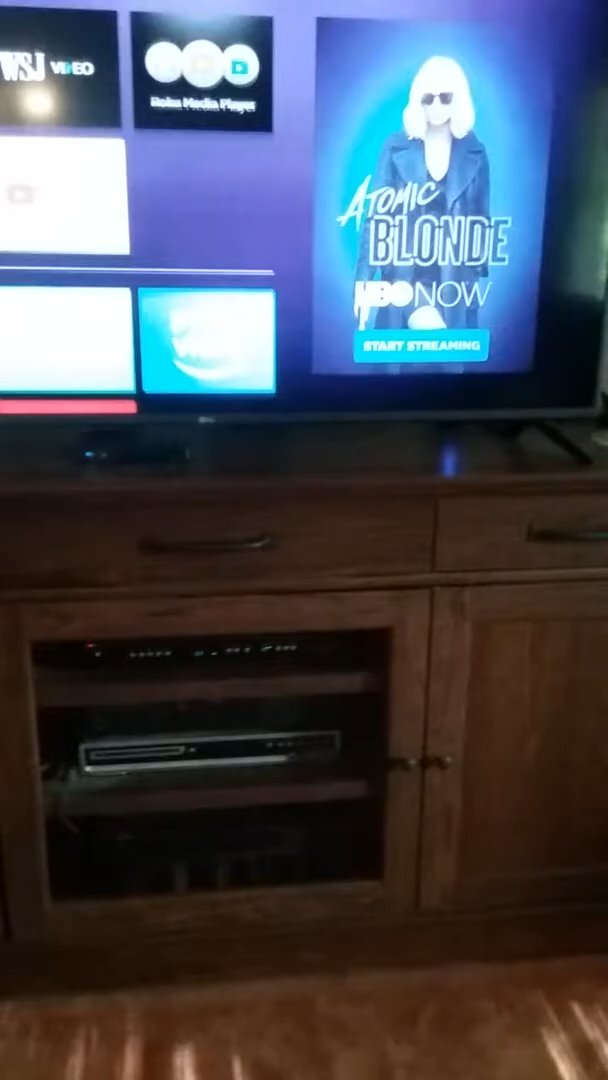 WSJ VIDEO
Roku Media Player
ATOMIC
BLONDE
HBO NOW
START STREAMING